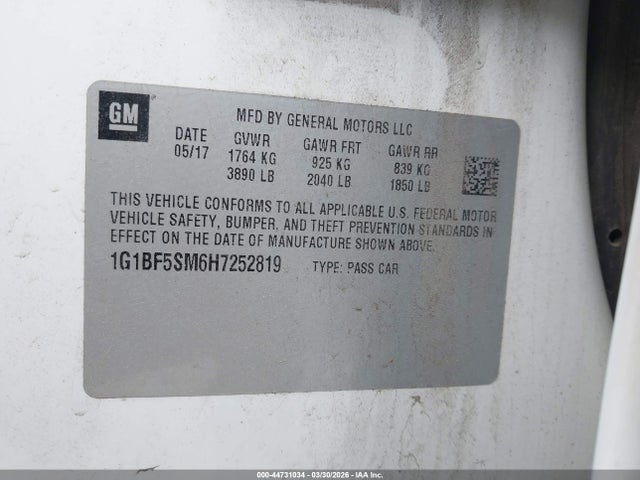 GM
MFD BY GENERAL MOTORS LLC
DATE GVWR GAWR FRT GAWR RR
05/17 1764 KG 925 KG 839 KG
3890 LB 2040 LB 1850 LB
THIS VEHICLE CONFORMS TO ALL APPLICABLE U.S. FEDERAL MOTOR
VEHICLE SAFETY, BUMPER, AND THEFT PREVENTION STANDARDS IN
EFFECT ON THE DATE OF MANUFACTURE SHOWN ABOVE.
1G1BF5SM6H7252819 TYPE: PASS CAR
000-44731034 - 03/30/2026 - IAAI.COM